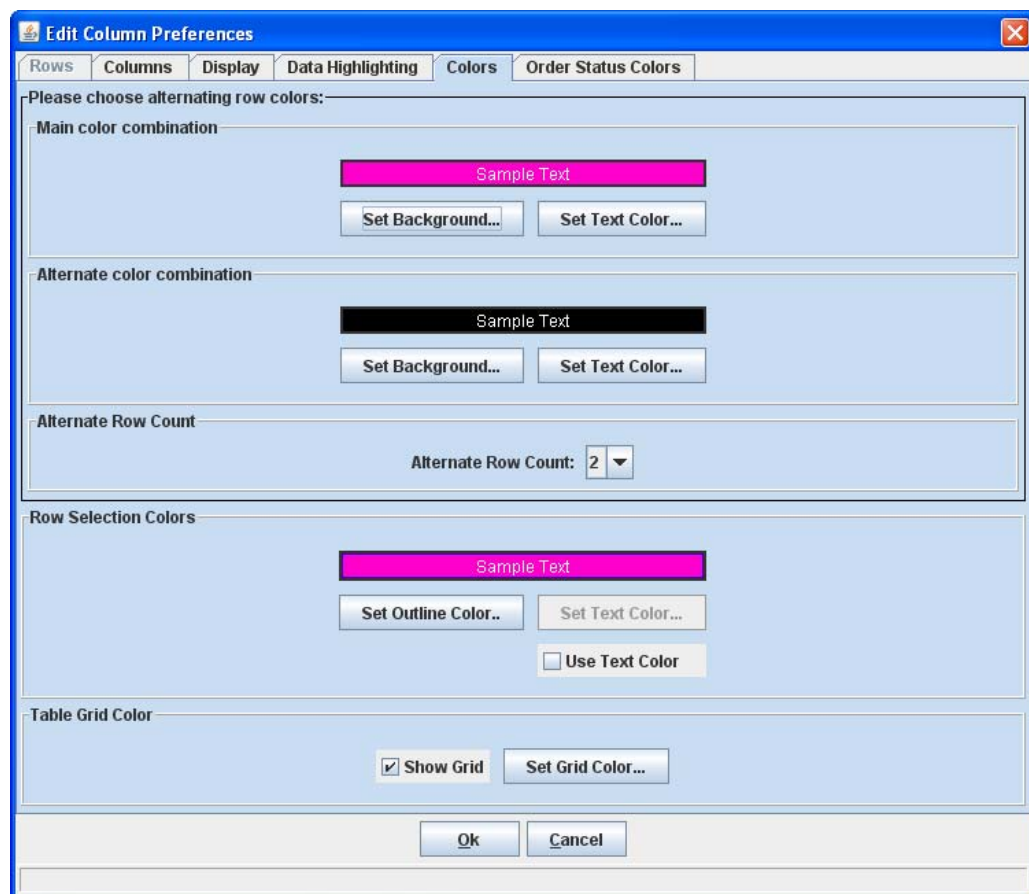 Edit Column Preferences
Rows Columns Display Data Highlighting Colors Order Status Colors
Please choose alternating row colors:
Main color combination
Sample Text
Set Background... Set Text Color...
Alternate color combination
Sample Text
Set Background... Set Text Color...
Alternate Row Count
Alternate Row Count: 2
Row Selection Colors
Sample Text
Set Outline Color.. Set Text Color...
Use Text Color
Table Grid Color
Show Grid Set Grid Color...
Ok Cancel